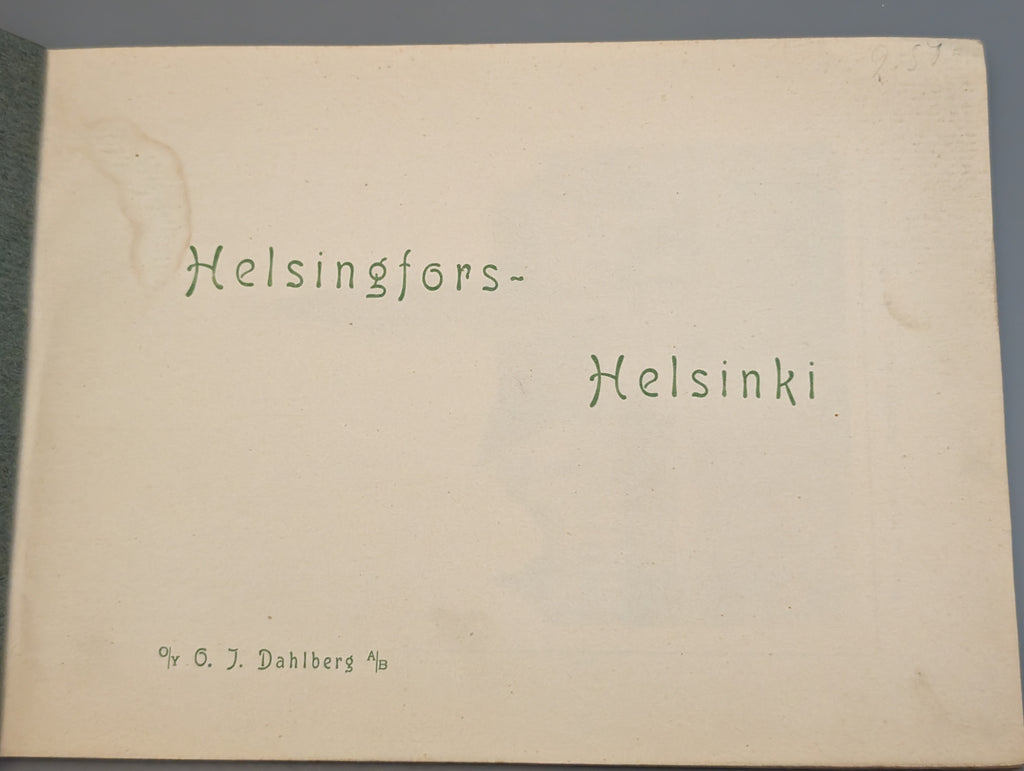 Helsingfors-
Helsinki
O/Y G. J. Dahlberg A/B